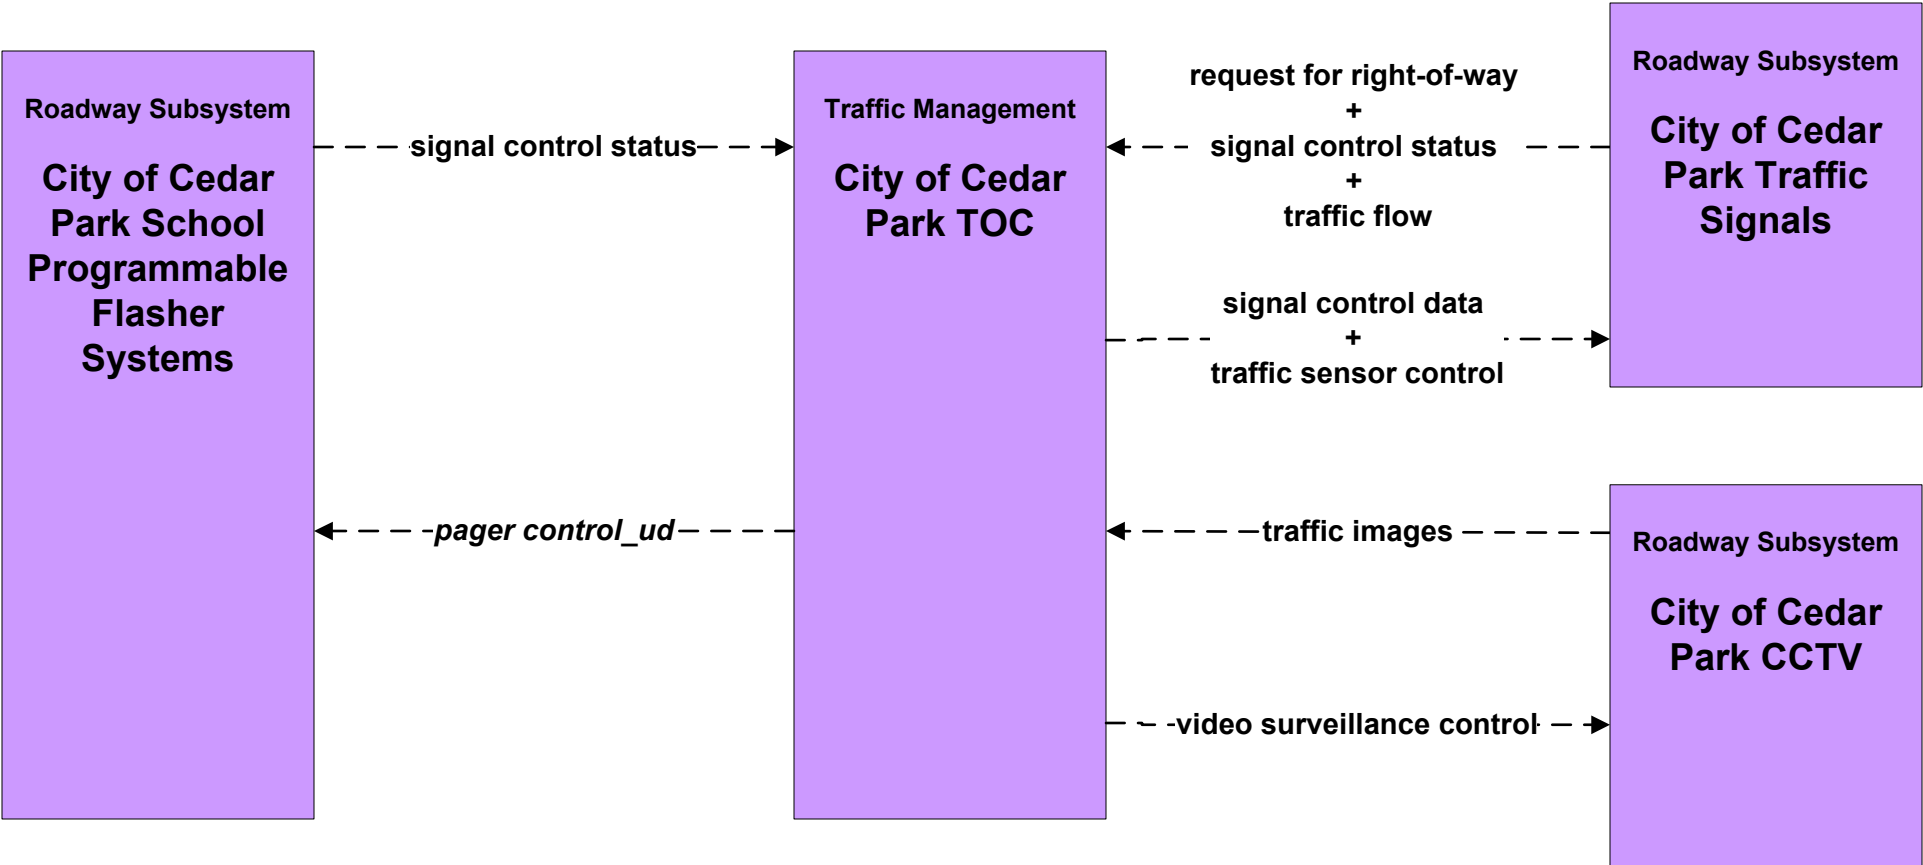 Roadway Subsystem
City of Cedar
Park School
Programmable
Flasher
Systems
signal control status
pager control_ud
Traffic Management
City of Cedar
Park TOC
request for right-of-way
+
signal control status
+
traffic flow
signal control data
+
traffic sensor control
traffic images
video surveillance control
Roadway Subsystem
City of Cedar
Park Traffic
Signals
Roadway Subsystem
City of Cedar
Park CCTV